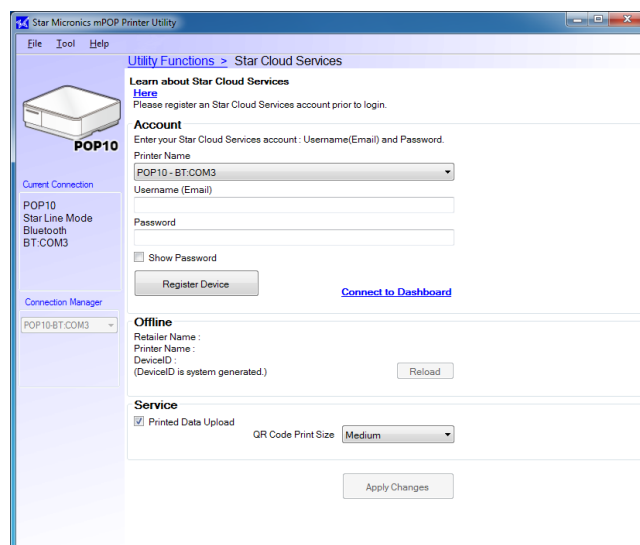 Star Micronics mPOP Printer Utility
File Tool Help
Utility Functions > Star Cloud Services
Learn about Star Cloud Services
Here
Please register an Star Cloud Services account prior to login.
POP10
Current Connection
POP10
Star Line Mode
Bluetooth
BT:COM3
Connection Manager
POP10-BT:COM3
Account
Enter your Star Cloud Services account : Username(Email) and Password.
Printer Name
POP10 - BT:COM3
Username (Email)
Password
Show Password
Register Device
Connect to Dashboard
Offline
Retailer Name :
Printer Name :
DeviceID :
(DeviceID is system generated.)
Reload
Service
Printed Data Upload
QR Code Print Size Medium
Apply Changes